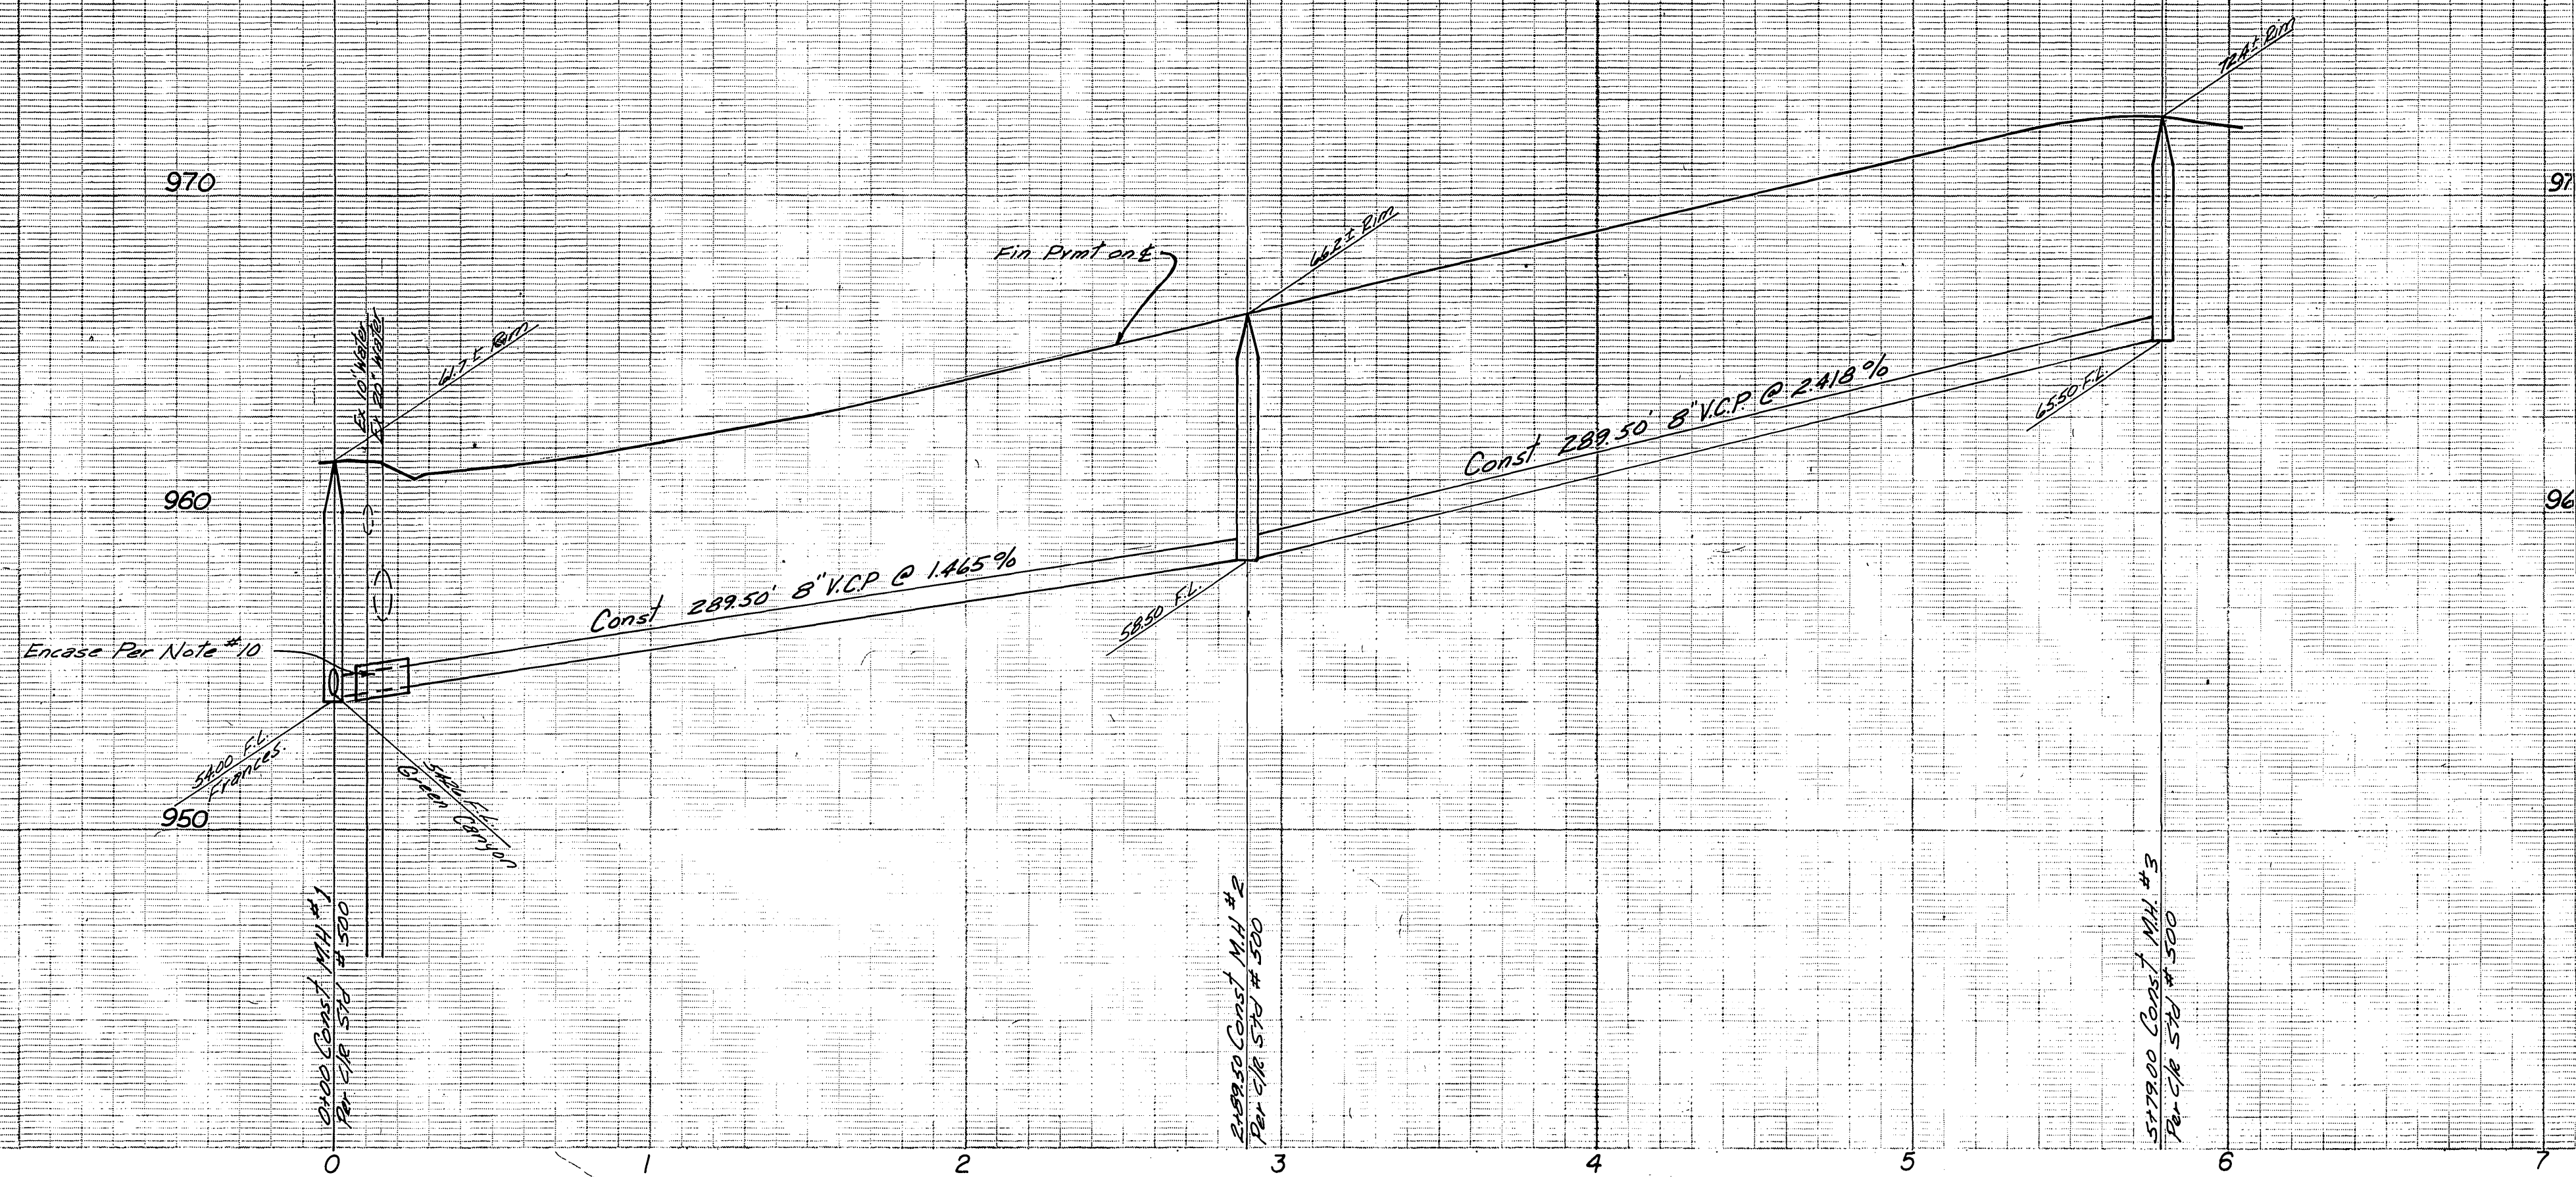 72.4± Rim
970
97
66.2± Rim
Fin Pvmt on ℄
Ex 10" Water
Ex 20" Water
61.7± Rim
Const 289.50' 8" V.C.P. @ 2.418%
65.50 F.L.
960
96
Const 289.50' 8" V.C.P @ 1.465%
58.50 F.L.
Encase Per Note #10
54.00 F.L.
Frances.
F.L.
Green Canyon
950
0+00 Const M.H #1
Per C/R Std #500
2+89.50 Const M.H #2
Per C/R Std #500
5+79.00 Const M.H. #3
Per C/R Std #500
0 1 2 3 4 5 6 7